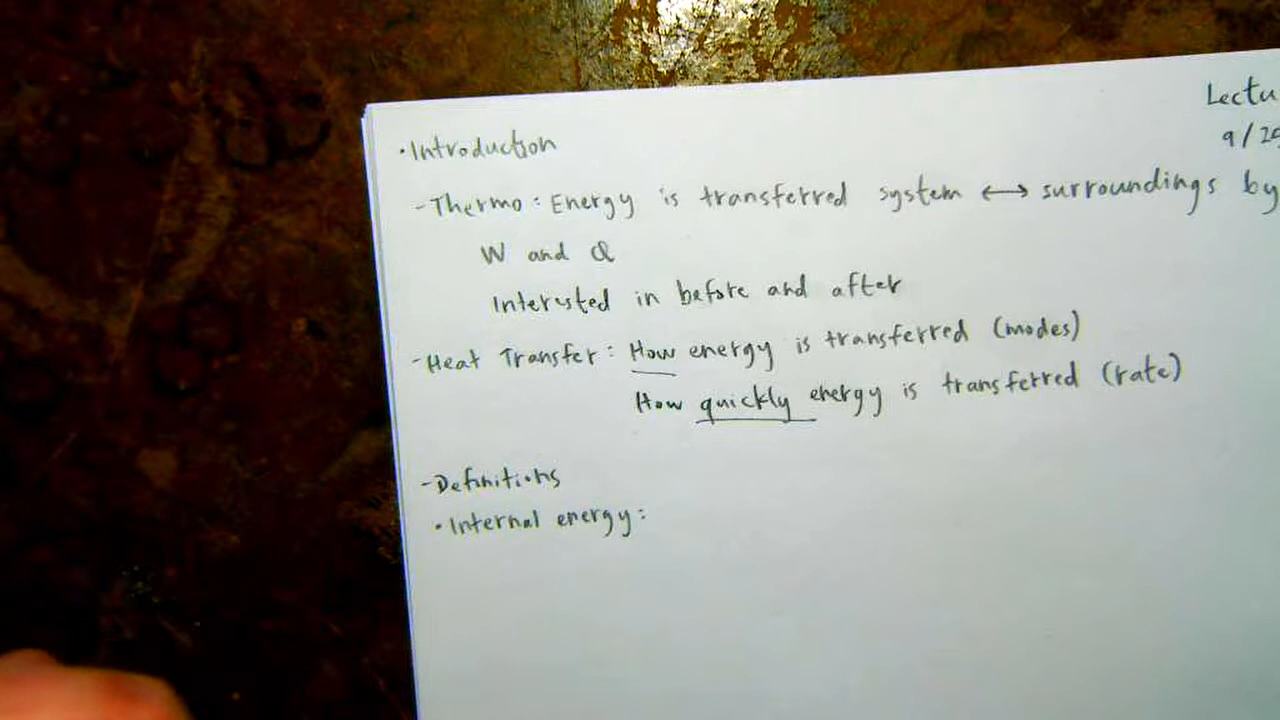 Lectu
9/25
•Introduction
-Thermo: Energy is transferred system ↔ surroundings by
W and Q
Interested in before and after
-Heat Transfer: How energy is transferred (modes)
How quickly energy is transferred (rate)
-Definitions
•Internal energy: